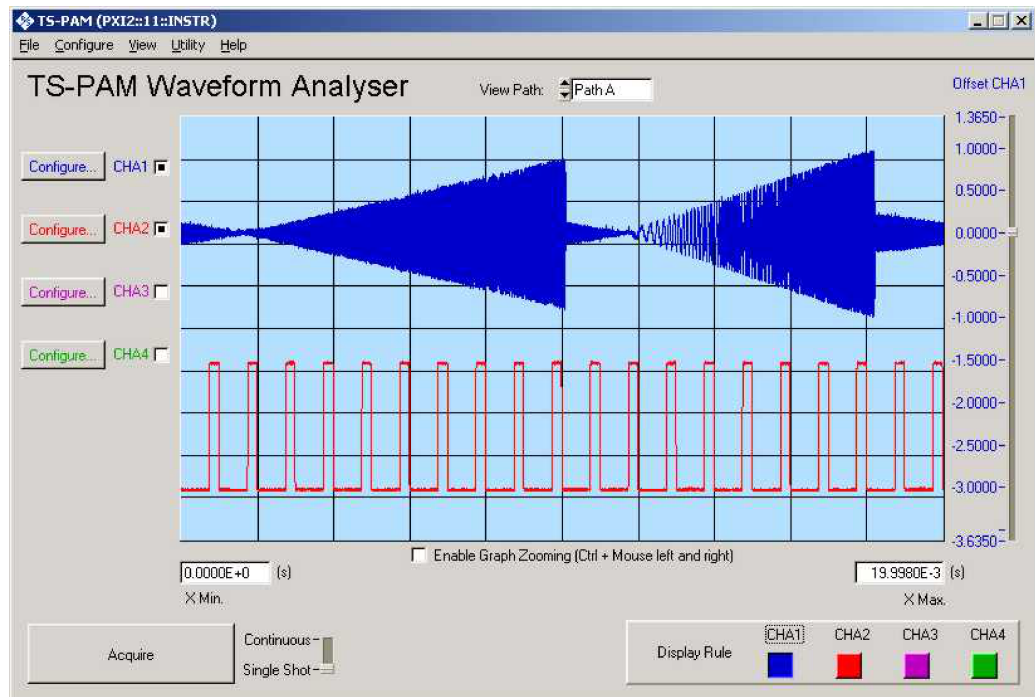 TS-PAM (PXI2::11::INSTR)
File Configure View Utility Help
TS-PAM Waveform Analyser
View Path: Path A
Offset CHA1
Configure... CHA1
Configure... CHA2
Configure... CHA3
Configure... CHA4
1.3650
1.0000
0.5000
0.0000
-0.5000
-1.0000
-1.5000
-2.0000
-2.5000
-3.0000
-3.6350
Enable Graph Zooming (Ctrl + Mouse left and right)
0.0000E+0 (s)
19.9980E-3 (s)
X Min.
X Max.
Acquire
Continuous
Single Shot
Display Rule
CHA1 CHA2 CHA3 CHA4